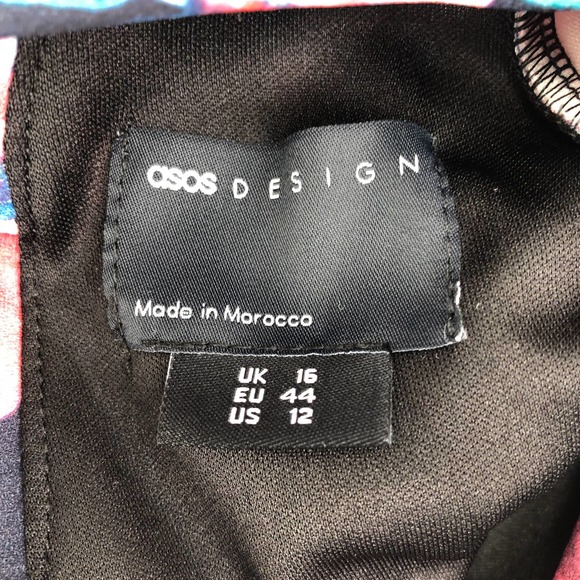 asos DESIGN
Made in Morocco
UK 16
EU 44
US 12